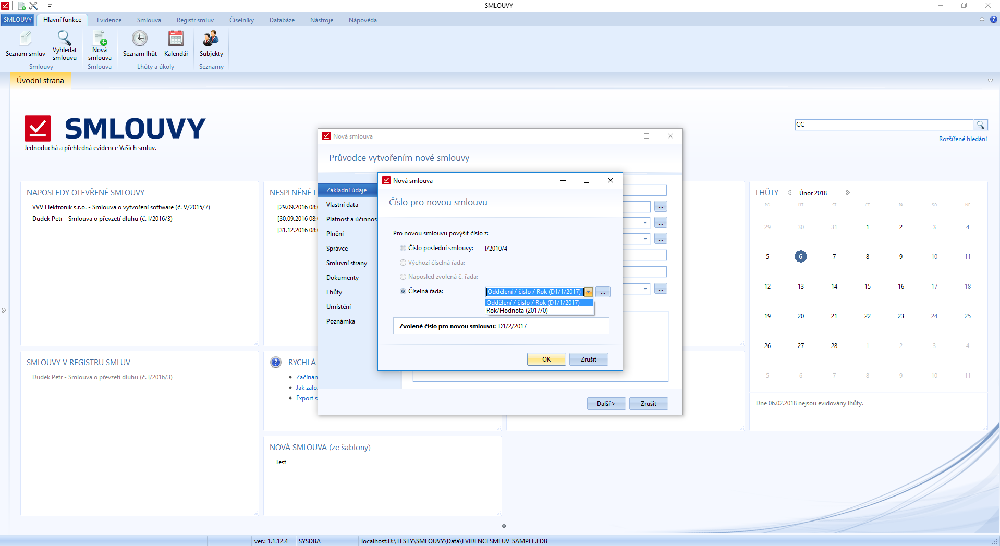 SMLOUVY
SMLOUVY Hlavní funkce Evidence Smlouva Registr smluv Číselníky Databáze Nástroje Nápověda
Seznam smluv
Vyhledat smlouvu
Nová smlouva
Seznam lhůt
Kalendář
Subjekty
Smlouvy
Smlouva
Lhůty a úkoly
Seznamy
Úvodní strana
SMLOUVY
Jednoduchá a přehledná evidence Vašich smluv.
CC
Rozšířené hledání
NAPOSLEDY OTEVŘENÉ SMLOUVY
VVV Elektronik s.r.o. - Smlouva o vytvoření software (č. V/2015/7)
Dudek Petr - Smlouva o převzetí dluhu (č. I/2016/3)
NESPLNĚNÉ L
[29.09.2016 08:0
[30.09.2016 08:0
[31.12.2016 08:0
Nová smlouva
Průvodce vytvořením nové smlouvy
Základní údaje
Vlastní data
Platnost a účinnos
Plnění
Správce
Smluvní strany
Dokumenty
Lhůty
Umístění
Poznámka
...
...
...
...
Další >
Zrušit
Nová smlouva
Číslo pro novou smlouvu
Pro novou smlouvu povýšit číslo z:
Číslo poslední smlouvy: I/2010/4
Výchozí číselná řada:
Naposled zvolená č. řada:
Číselná řada: Oddělení / číslo / Rok (D1/1/2017) ...
Oddělení / číslo / Rok (D1/1/2017)
Rok/Hodnota (2017/0)
Zvolené číslo pro novou smlouvu: D1/2/2017
OK
Zrušit
LHŮTY Únor 2018
PO ÚT ST ČT PÁ SO NE
29 30 31 1 2 3 4
5 6 7 8 9 10 11
12 13 14 15 16 17 18
19 20 21 22 23 24 25
26 27 28 1 2 3 4
5 6 7 8 9 10 11
Dne 06.02.2018 nejsou evidovány lhůty.
SMLOUVY V REGISTRU SMLUV
Dudek Petr - Smlouva o převzetí dluhu (č. I/2016/3)
? RYCHLÁ
Začínám
Jak založ
Export s
NOVÁ SMLOUVA (ze šablony)
Test
ver.: 1.1.12.4 SYSDBA localhost:D:\TESTY\SMLOUVY\Data\EVIDENCESMLUV_SAMPLE.FDB